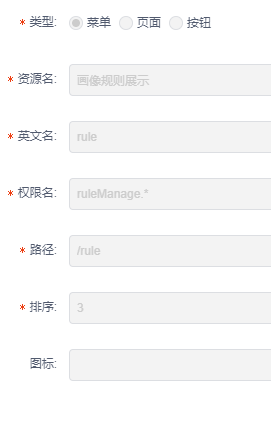 * 类型: 菜单 页面 按钮
* 资源名: 画像规则展示
* 英文名: rule
* 权限名: ruleManage.*
* 路径: /rule
* 排序: 3
图标: